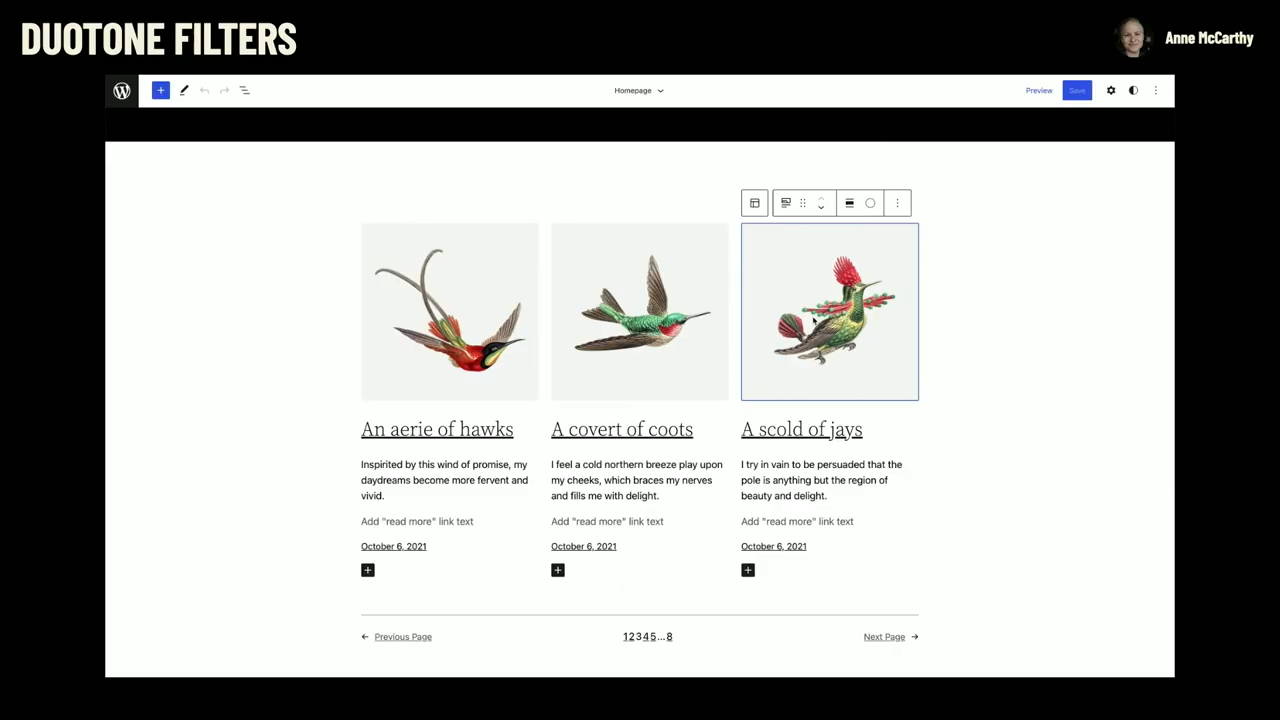 DUOTONE FILTERS
Anne McCarthy
Homepage
Preview
Save
An aerie of hawks
A covert of coots
A scold of jays
Inspirited by this wind of promise, my
daydreams become more fervent and
vivid.
I feel a cold northern breeze play upon
my cheeks, which braces my nerves
and fills me with delight.
I try in vain to be persuaded that the
pole is anything but the region of
beauty and delight.
Add "read more" link text
Add "read more" link text
Add "read more" link text
October 6, 2021
October 6, 2021
October 6, 2021
← Previous Page
12345...8
Next Page →